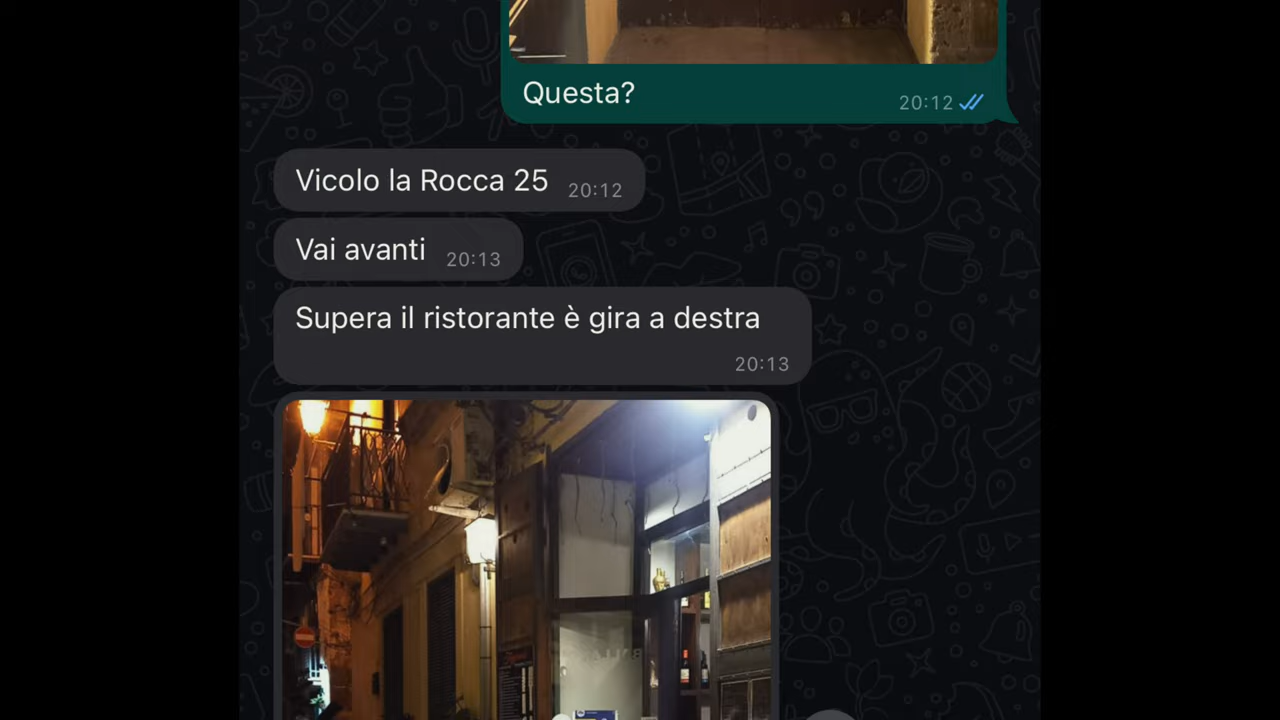 Questa?
20:12
Vicolo la Rocca 25 20:12
Vai avanti 20:13
Supera il ristorante è gira a destra
20:13